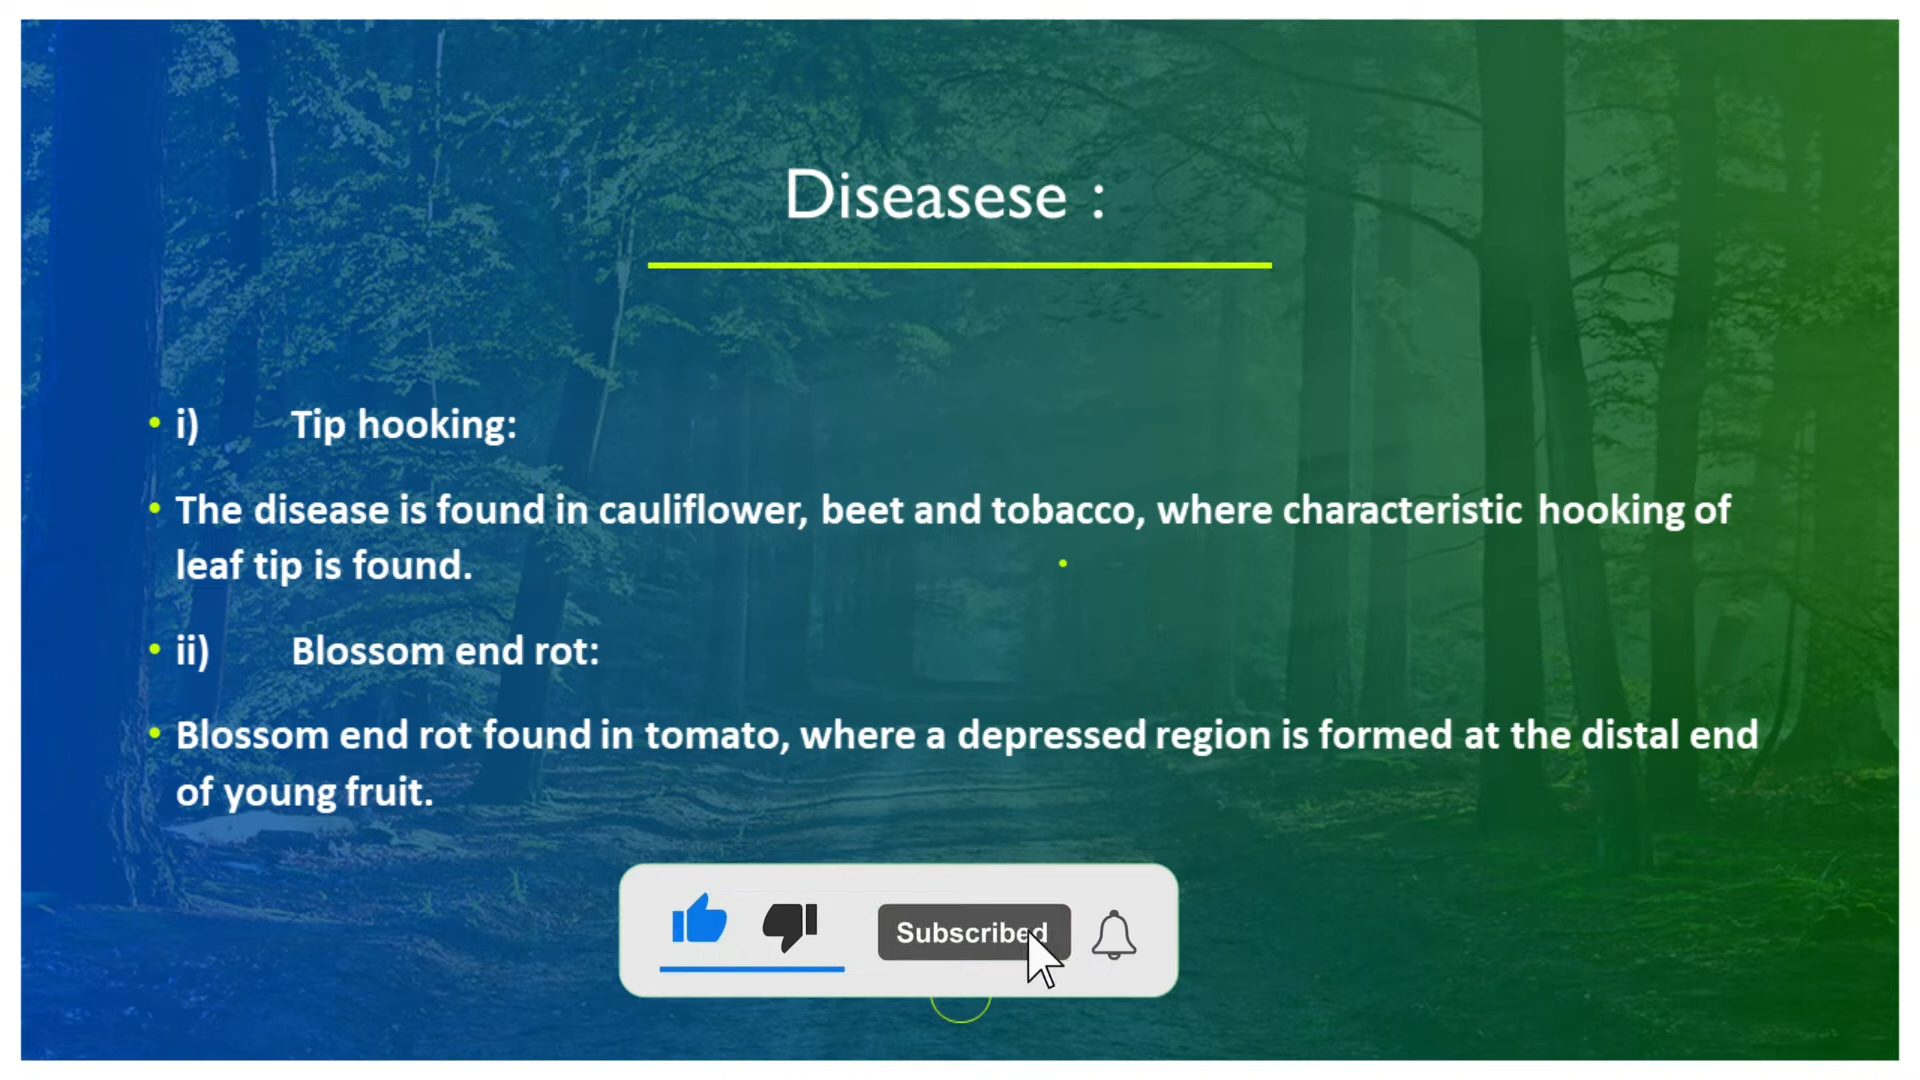 Diseasese :
• i) Tip hooking:
• The disease is found in cauliflower, beet and tobacco, where characteristic hooking of
leaf tip is found.
• ii) Blossom end rot:
• Blossom end rot found in tomato, where a depressed region is formed at the distal end
of young fruit.
Subscribed